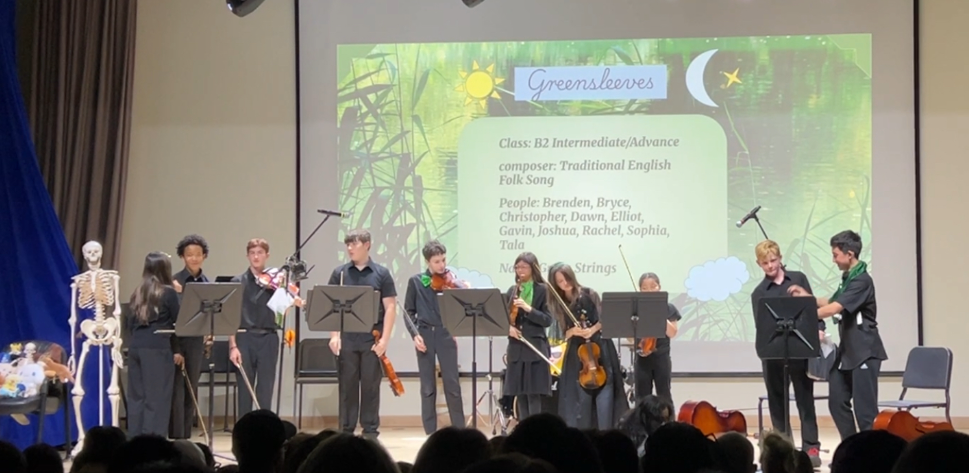 Greensleeves
Class: B2 Intermediate/Advance
composer: Traditional English
Folk Song
People: Brenden, Bryce,
Christopher, Dawn, Elliot,
Gavin, Joshua, Rachel, Sophia,
Tala
Strings